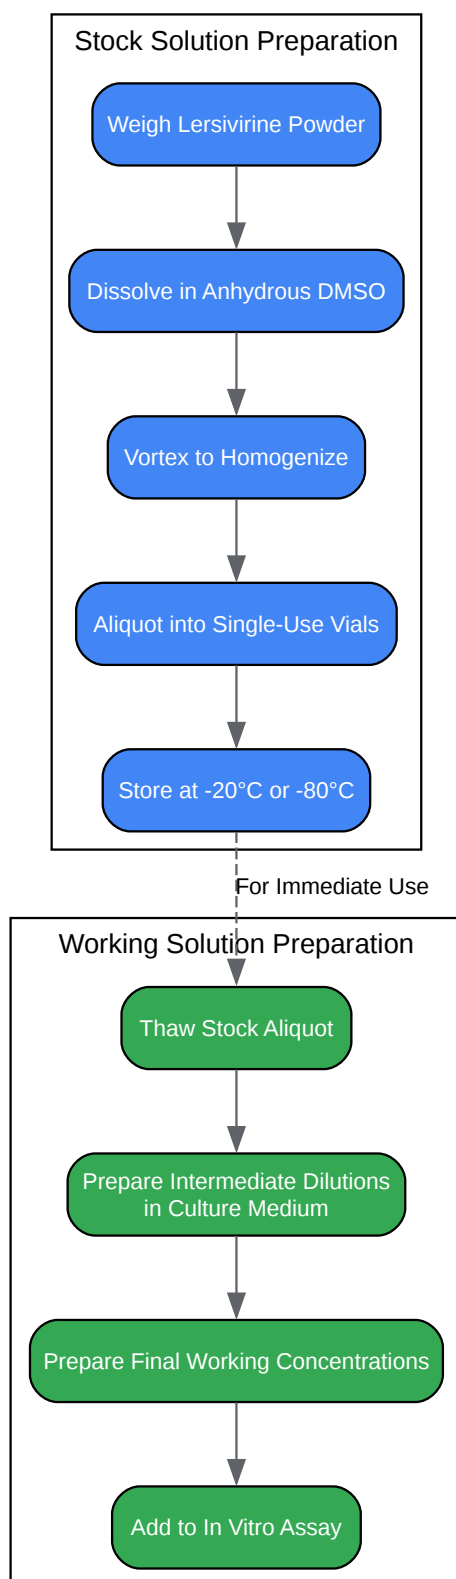 Stock Solution Preparation
Weigh Lersivirine Powder
Dissolve in Anhydrous DMSO
Vortex to Homogenize
Aliquot into Single-Use Vials
Store at -20°C or -80°C
For Immediate Use
Working Solution Preparation
Thaw Stock Aliquot
Prepare Intermediate Dilutions
in Culture Medium
Prepare Final Working Concentrations
Add to In Vitro Assay